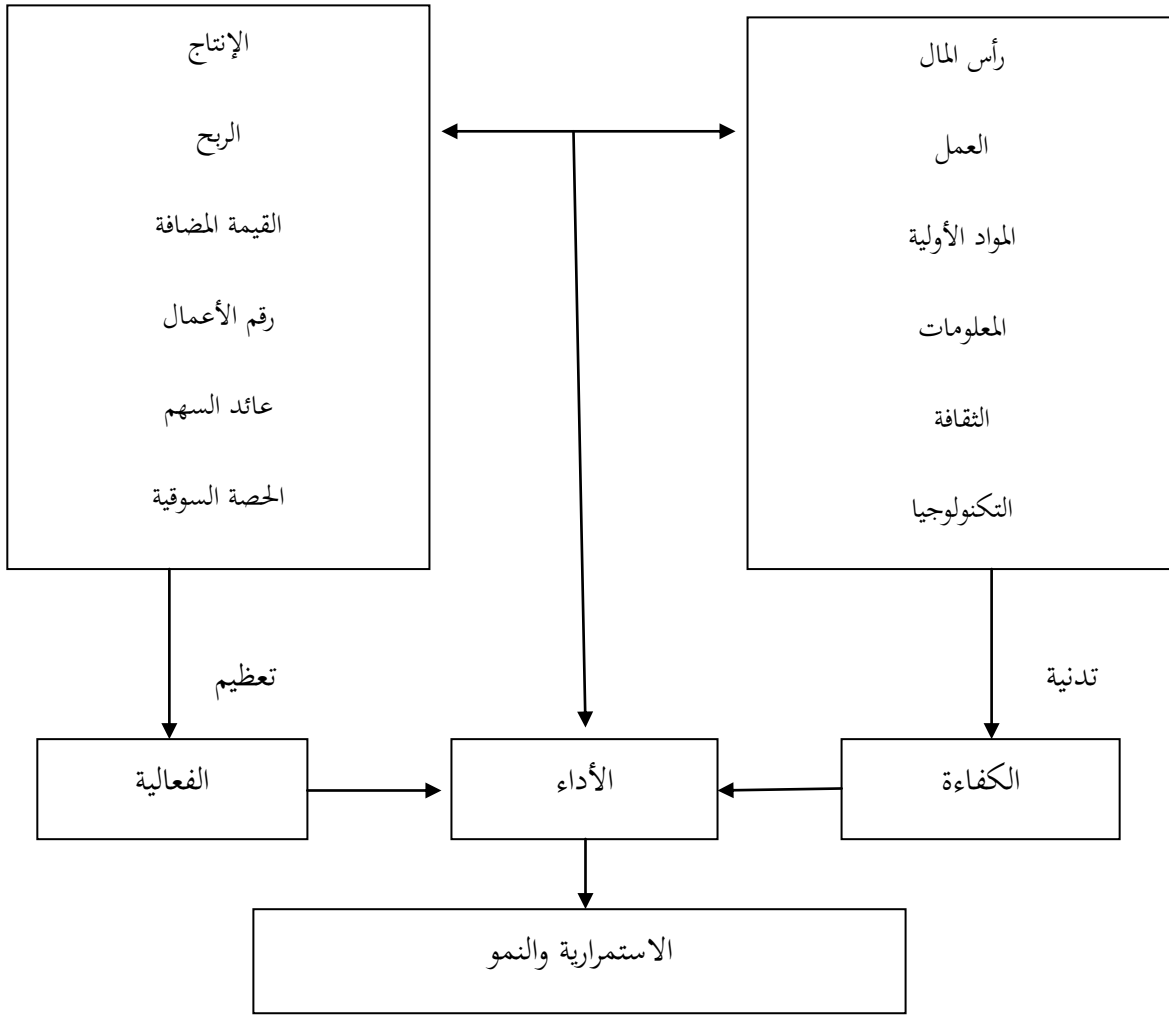 رأس المال
العمل
المواد الأولية
المعلومات
الثقافة
التكنولوجيا
الإنتاج
الربح
القيمة المضافة
رقم الأعمال
عائد السهم
الحصة السوقية
تدنية
تعظيم
الكفاءة
الأداء
الفعالية
الاستمرارية والنمو